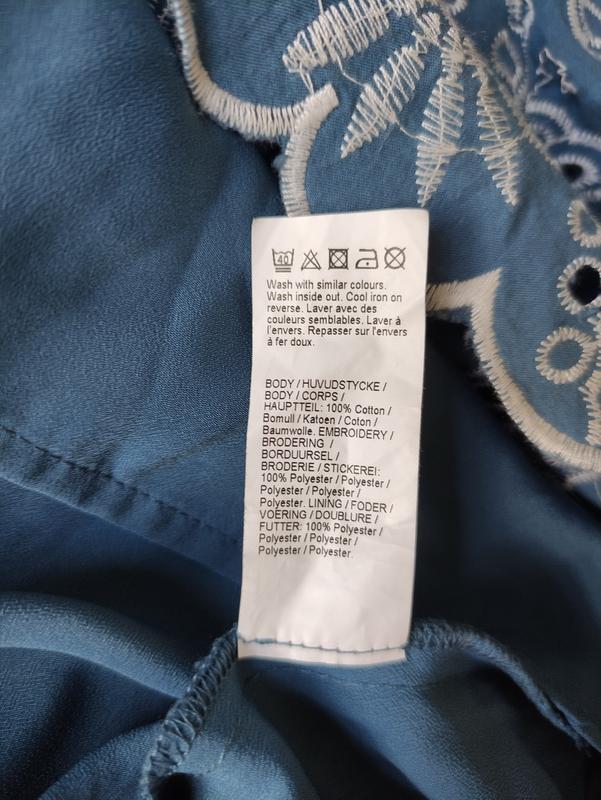 40
Wash with similar colours.
Wash inside out. Cool iron on
reverse. Laver avec des
couleurs semblables. Laver à
l'envers. Repasser sur l'envers
à fer doux.
BODY / HUVUDSTYCKE /
BODY / CORPS /
HAUPTTEIL: 100% Cotton /
Bomull / Katoen / Coton /
Baumwolle. EMBROIDERY /
BRODERING /
BORDUURSEL /
BRODERIE / STICKEREI:
100% Polyester / Polyester /
Polyester / Polyester /
Polyester. LINING / FODER /
VOERING / DOUBLURE /
FUTTER: 100% Polyester /
Polyester / Polyester /
Polyester / Polyester.